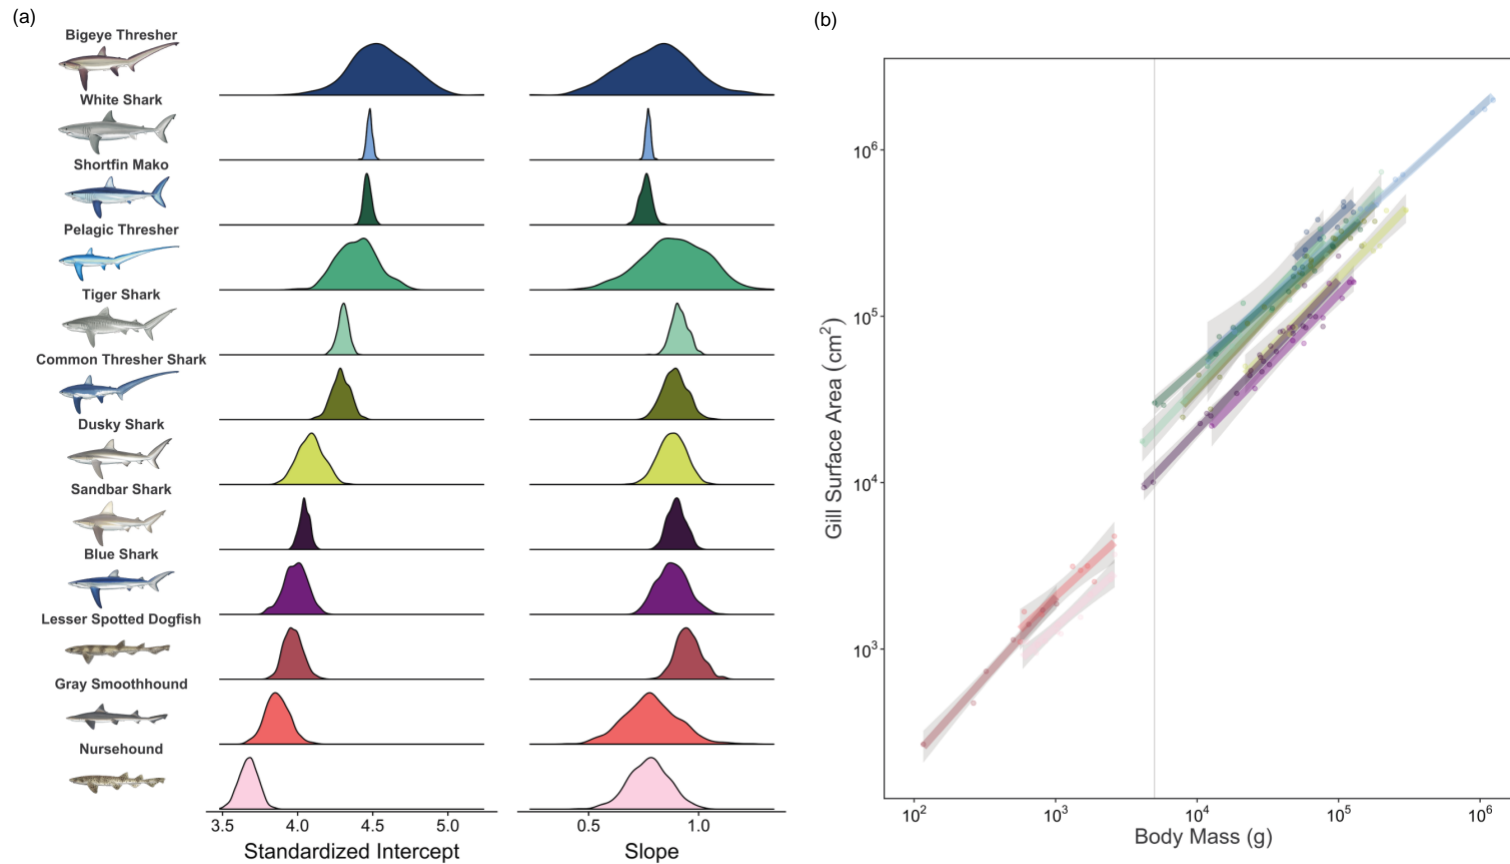 (a)
Bigeye Thresher
White Shark
Shortfin Mako
Pelagic Thresher
Tiger Shark
Common Thresher Shark
Dusky Shark
Sandbar Shark
Blue Shark
Lesser Spotted Dogfish
Gray Smoothhound
Nursehound
3.5 4.0 4.5 5.0
Standardized Intercept
0.5 1.0
Slope
(b)
Gill Surface Area (cm²)
10⁶
10⁵
10⁴
10³
10² 10³ 10⁴ 10⁵ 10⁶
Body Mass (g)